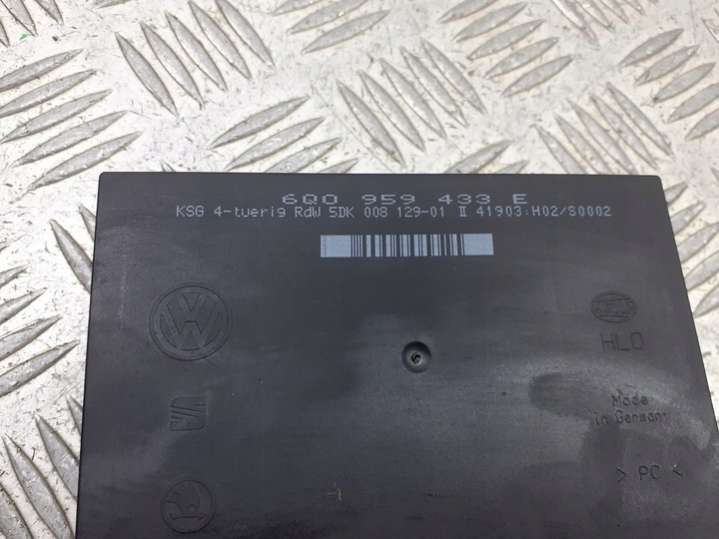 6Q0 959 433 E
KSG 4-tuerig RdW 5DK 008 129-01 II 41903:H02/S0002
HLO
Made
in Germany
> PC <